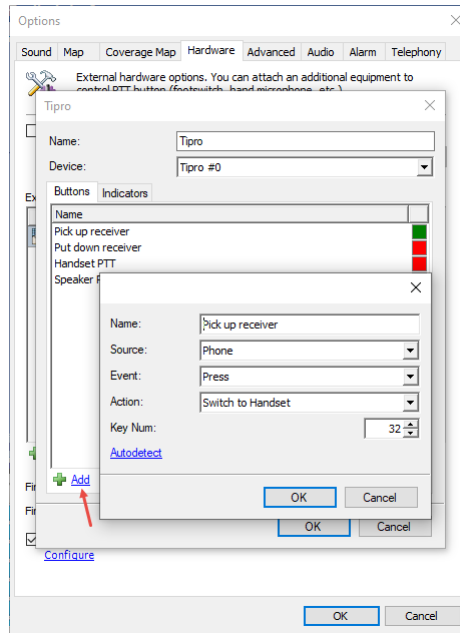 Options
Sound Map Coverage Map Hardware Advanced Audio Alarm Telephony
External hardware options. You can attach an additional equipment to
control PTT button (footswitch, hand microphone, etc.)
Tipro
Name: Tipro
Device: Tipro #0
Buttons Indicators
Name
Pick up receiver
Put down receiver
Handset PTT
Speaker
Name: Pick up receiver
Source: Phone
Event: Press
Action: Switch to Handset
Key Num: 32
Autodetect
Add
OK Cancel
OK Cancel
Configure
OK Cancel